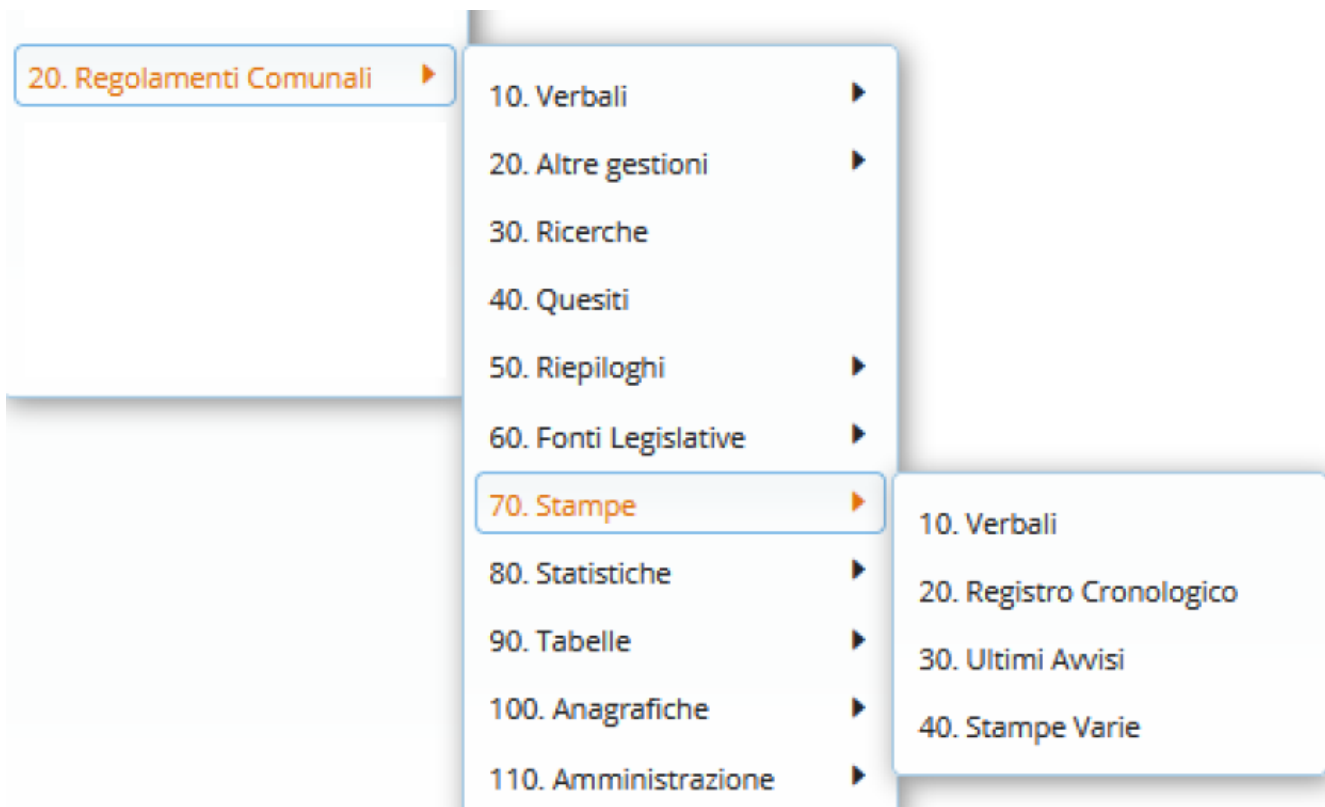 20. Regolamenti Comunali
10. Verbali
20. Altre gestioni
30. Ricerche
40. Quesiti
50. Riepiloghi
60. Fonti Legislative
70. Stampe
80. Statistiche
90. Tabelle
100. Anagrafiche
110. Amministrazione
10. Verbali
20. Registro Cronologico
30. Ultimi Avvisi
40. Stampe Varie